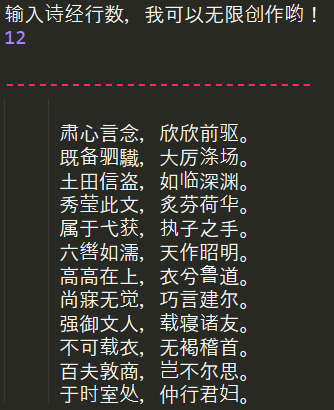 输入诗经行数，我可以无限创作哟！
12
肃心言念，欣欣前驱。
既备驷驖，大厉涤场。
土田信盗，如临深渊。
秀莹此文，炙芬荷华。
属于弋获，执子之手。
六辔如濡，天作昭明。
高高在上，衣兮鲁道。
尚寐无觉，巧言建尔。
强御文人，载寝诸友。
不可载衣，无褐稽首。
百夫敦商，岂不尔思。
于时室处，仲行君妇。